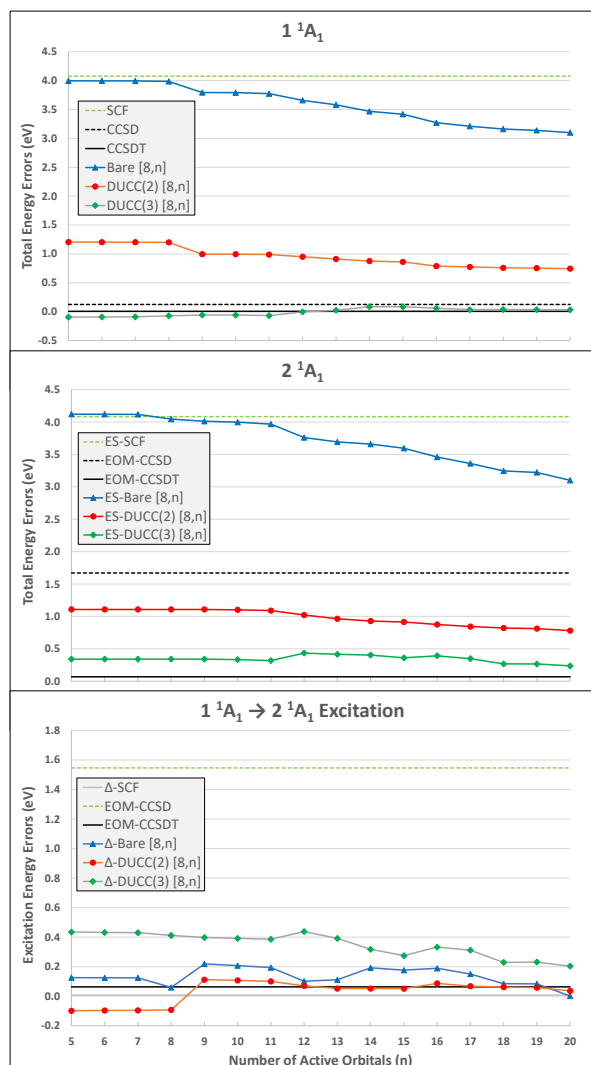 1 ¹A₁
4.5
4.0
3.5
3.0
2.5
2.0
1.5
1.0
0.5
0.0
-0.5
Total Energy Errors (eV)
SCF
CCSD
CCSDT
Bare [8,n]
DUCC(2) [8,n]
DUCC(3) [8,n]
2 ¹A₁
4.5
4.0
3.5
3.0
2.5
2.0
1.5
1.0
0.5
0.0
Total Energy Errors (eV)
ES-SCF
EOM-CCSD
EOM-CCSDT
ES-Bare [8,n]
ES-DUCC(2) [8,n]
ES-DUCC(3) [8,n]
1 ¹A₁ → 2 ¹A₁ Excitation
1.8
1.6
1.4
1.2
1.0
0.8
0.6
0.4
0.2
0.0
-0.2
Excitation Energy Errors (eV)
Δ-SCF
EOM-CCSD
EOM-CCSDT
Δ-Bare [8,n]
Δ-DUCC(2) [8,n]
Δ-DUCC(3) [8,n]
5 6 7 8 9 10 11 12 13 14 15 16 17 18 19 20
Number of Active Orbitals (n)